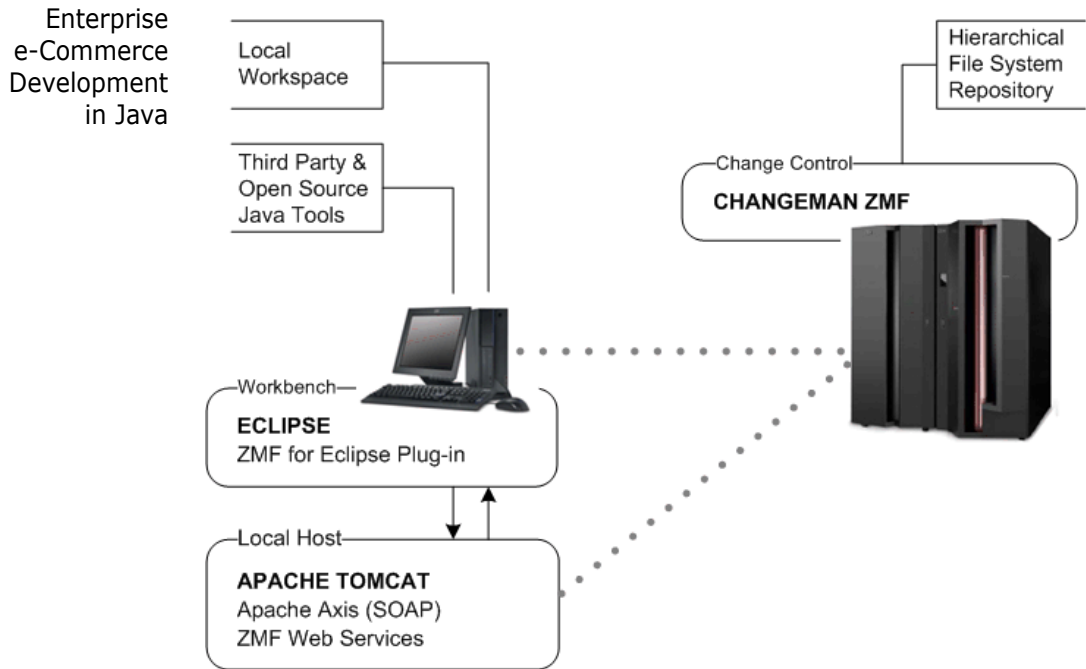 Enterprise
e-Commerce
Development
in Java
Local
Workspace
Third Party &
Open Source
Java Tools
Hierarchical
File System
Repository
Change Control
CHANGEMAN ZMF
Workbench
ECLIPSE
ZMF for Eclipse Plug-in
Local Host
APACHE TOMCAT
Apache Axis (SOAP)
ZMF Web Services